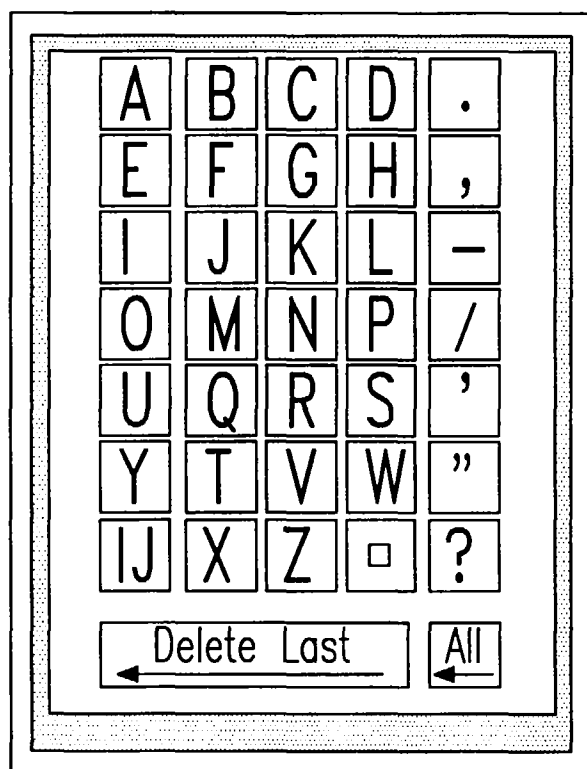 A B C D .
E F G H ,
I J K L –
O M N P /
U Q R S ’
Y T V W ”
IJ X Z □ ?
Delete Last All